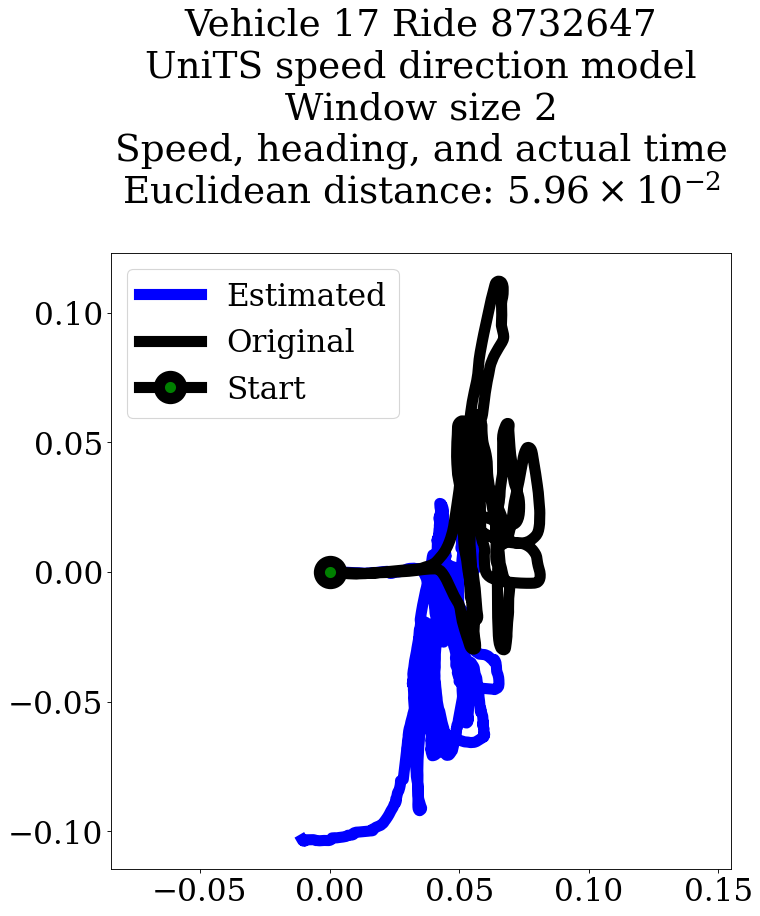 Vehicle 17 Ride 8732647
UniTS speed direction model
Window size 2
Speed, heading, and actual time
Euclidean distance: 5.96 × 10⁻²
Estimated
Original
Start
0.10
0.05
0.00
−0.05
−0.10
−0.05 0.00 0.05 0.10 0.15